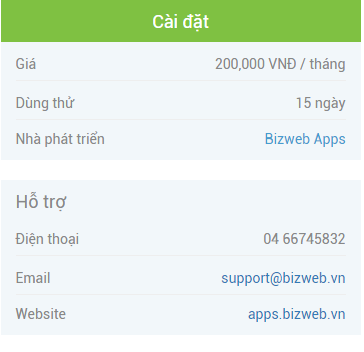 Cài đặt
Giá 200,000 VNĐ / tháng
Dùng thử 15 ngày
Nhà phát triển Bizweb Apps
Hỗ trợ
Điện thoại 04 66745832
Email support@bizweb.vn
Website apps.bizweb.vn